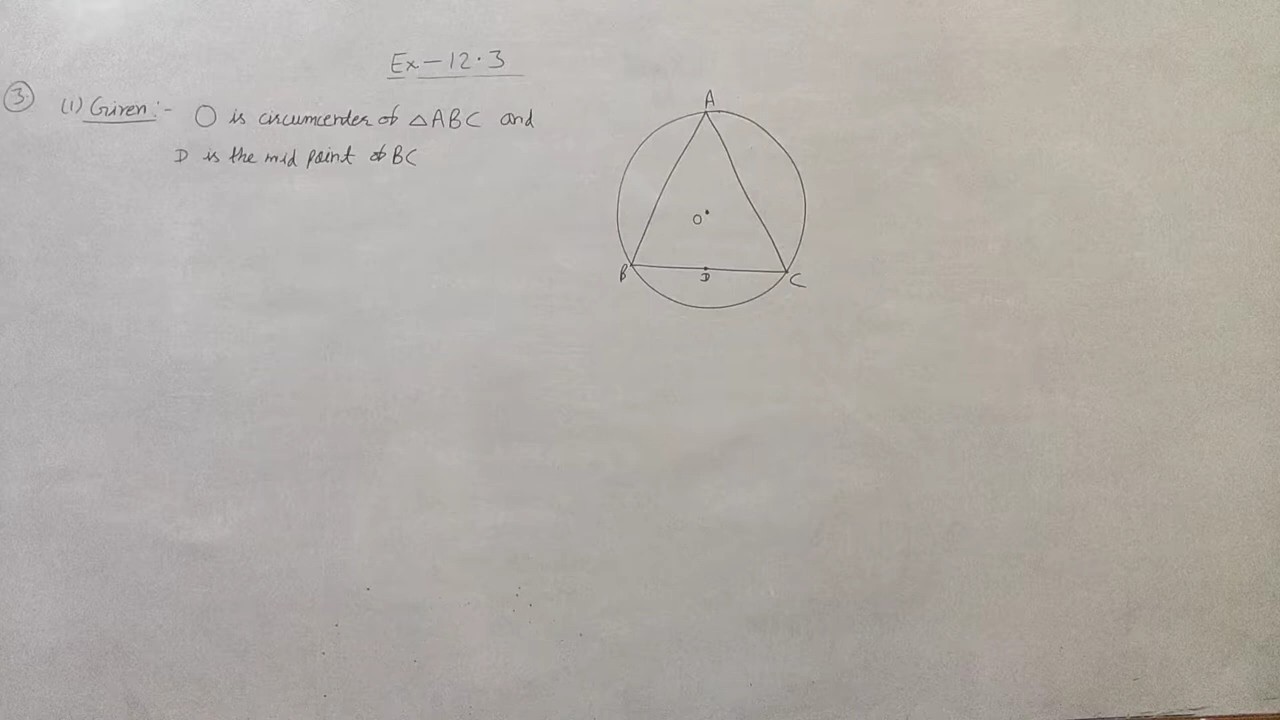 Ex-12.3
3. (1) Given:- O is circumcenter of △ABC and
D is the mid point of BC
A
O
B
D
C